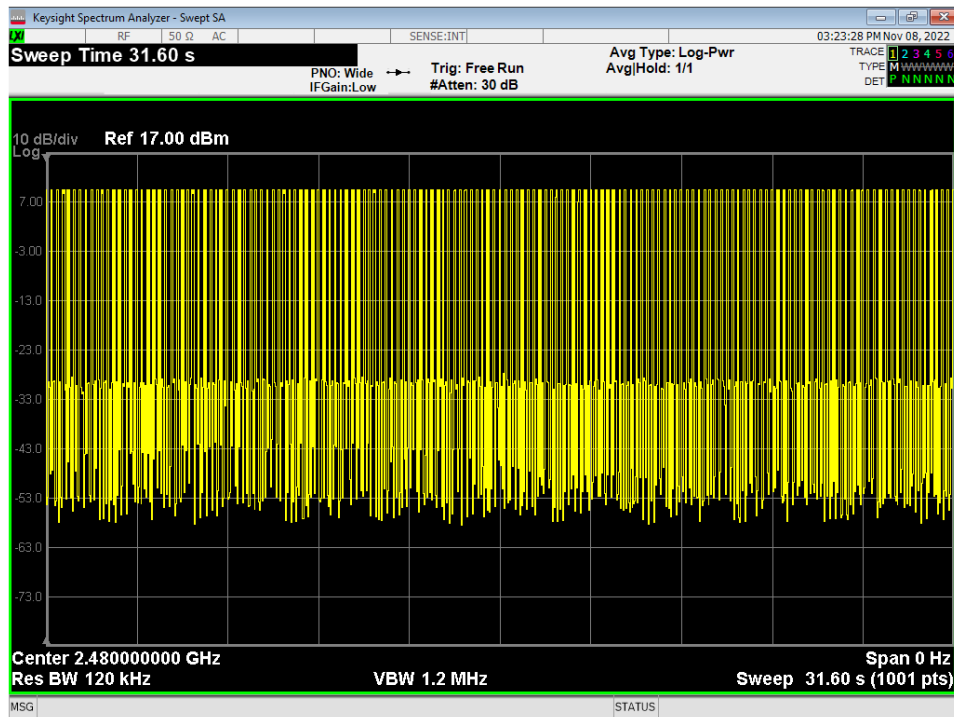 Keysight Spectrum Analyzer - Swept SA
LXI RF 50 Ω AC SENSE:INT 03:23:28 PM Nov 08, 2022
Sweep Time 31.60 s
PNO: Wide
IFGain:Low
Trig: Free Run
#Atten: 30 dB
Avg Type: Log-Pwr
Avg|Hold: 1/1
TRACE 1 2 3 4 5 6
TYPE M W W W W W
DET P N N N N N
10 dB/div Ref 17.00 dBm
Log
7.00
-3.00
-13.0
-23.0
-33.0
-43.0
-53.0
-63.0
-73.0
Center 2.480000000 GHz Span 0 Hz
Res BW 120 kHz VBW 1.2 MHz Sweep 31.60 s (1001 pts)
MSG STATUS